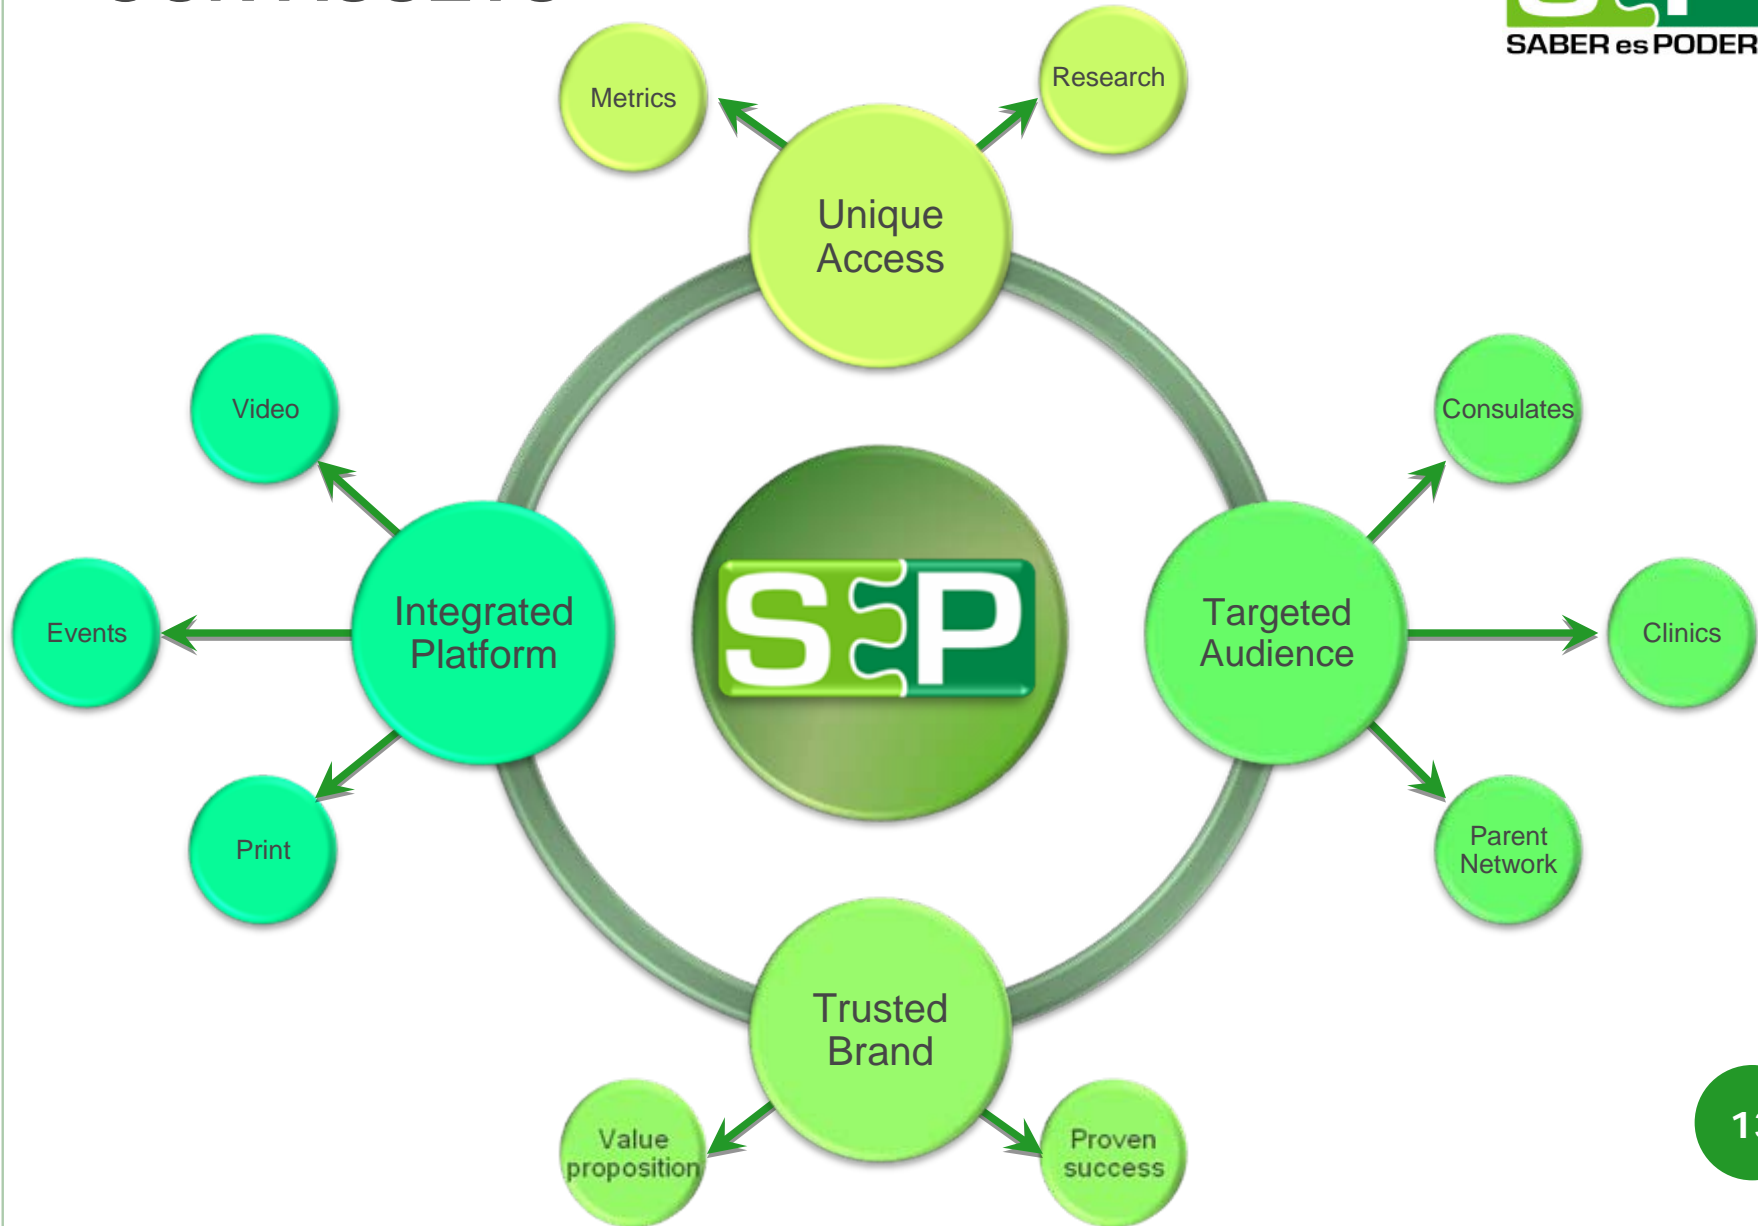 SABER es PODER
Metrics
Research
Unique
Access
Video
Consulates
Events
Integrated
Platform
SEP
Targeted
Audience
Clinics
Print
Parent
Network
Trusted
Brand
Value
proposition
Proven
success